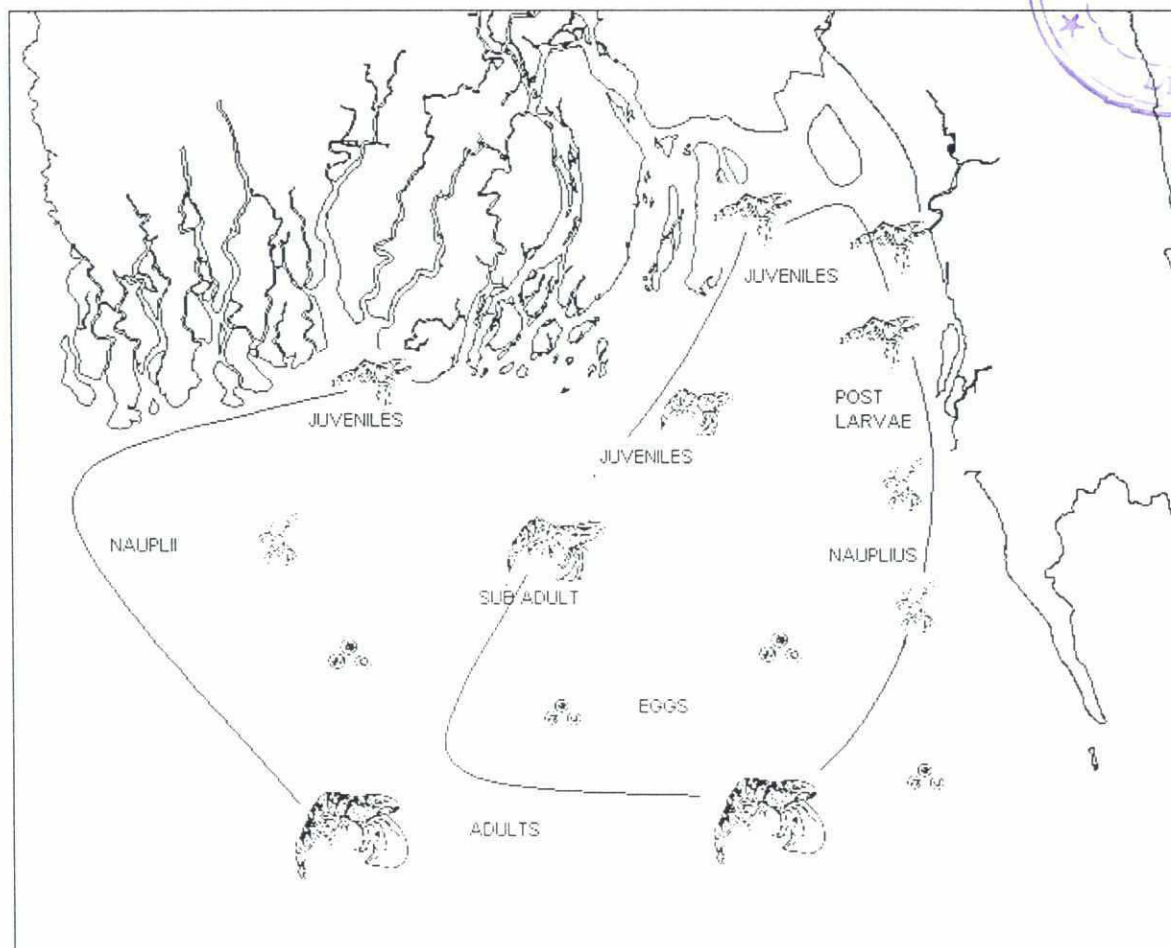 JUVENILES
JUVENILES
POST
LARVAE
JUVENILES
NAUPLII
NAUPLIUS
SUB ADULT
EGGS
ADULTS